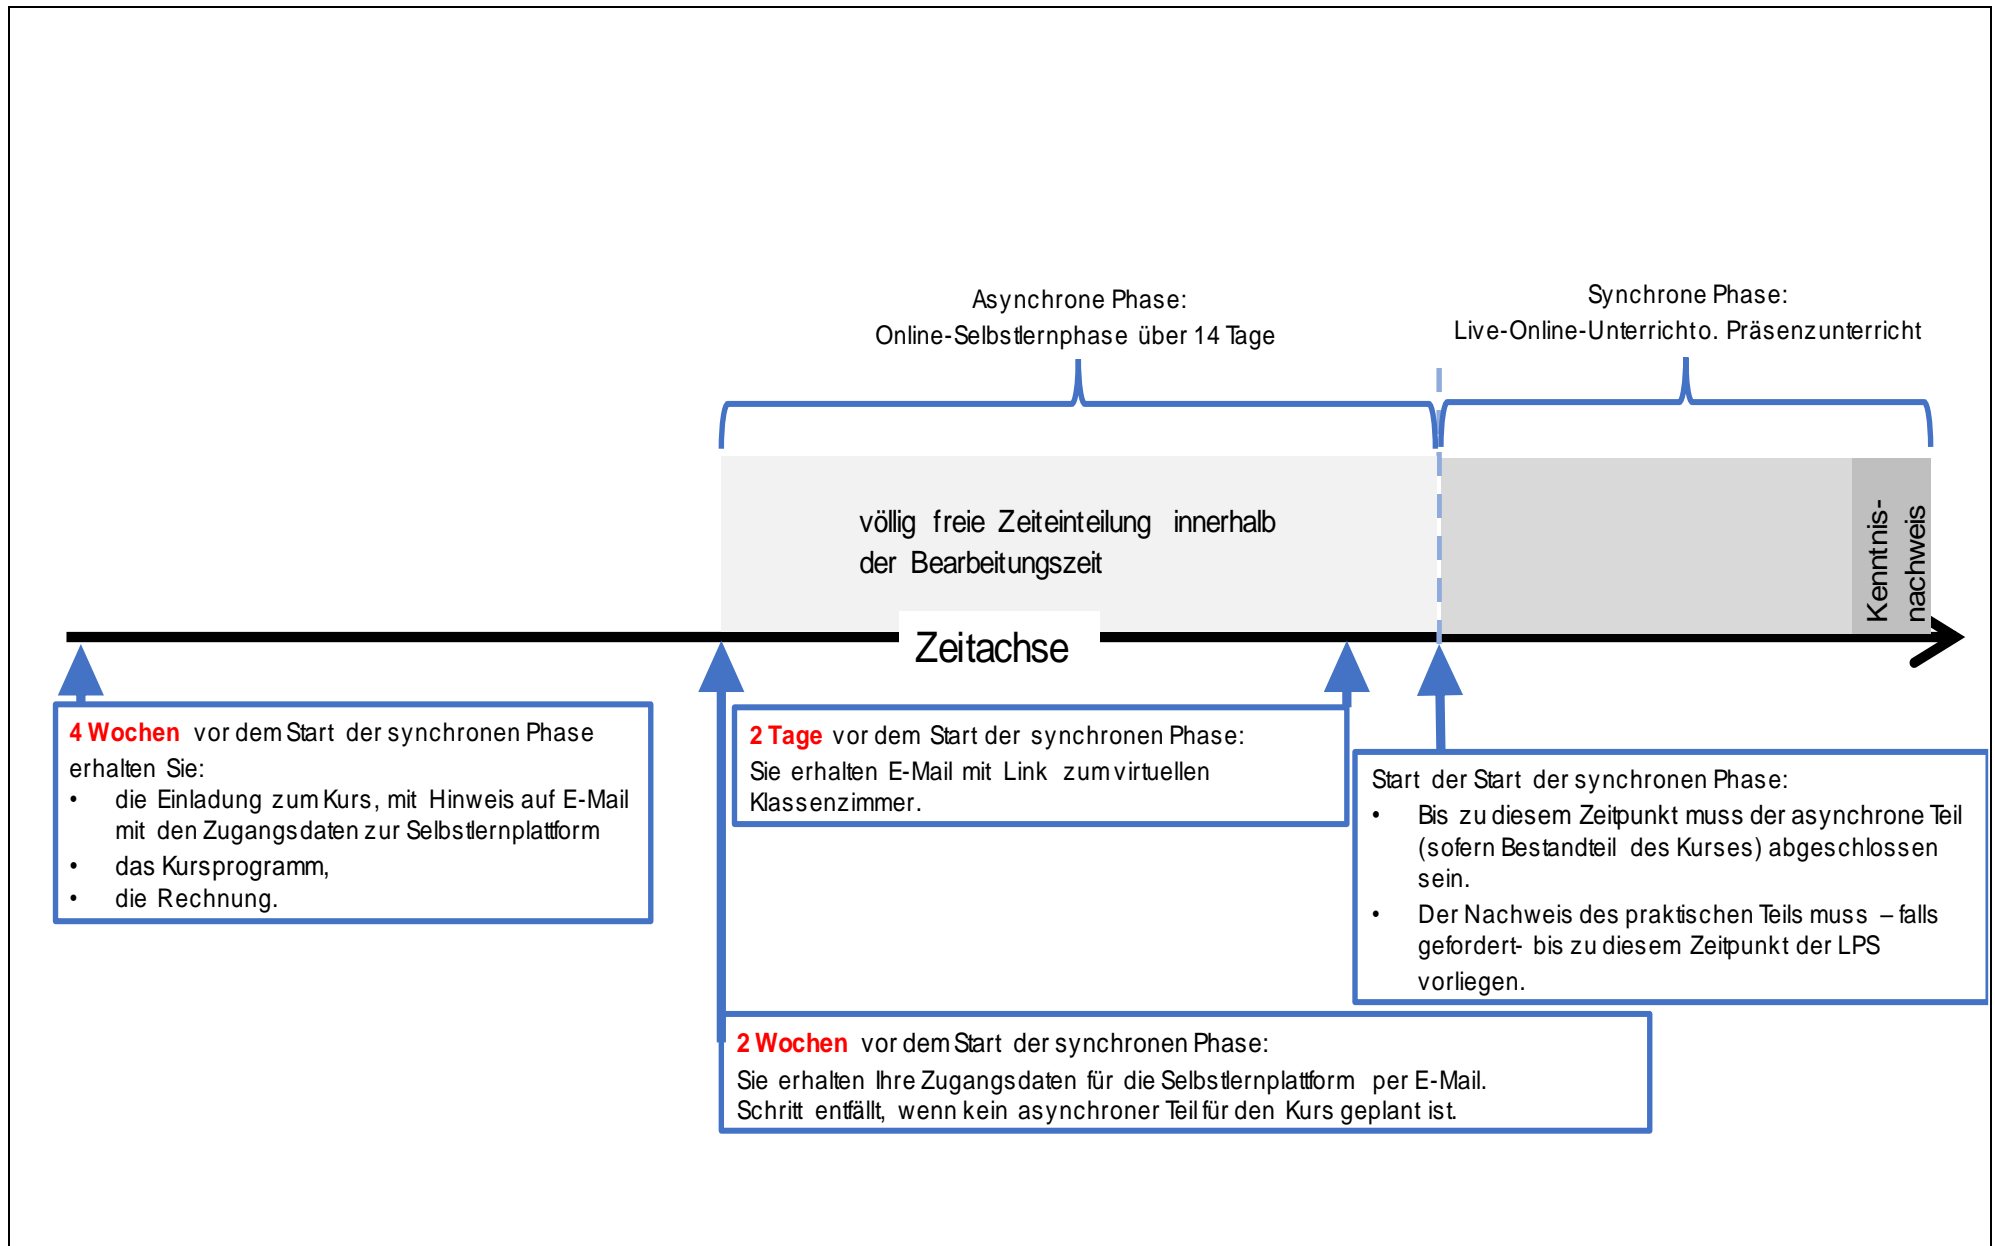 Asynchrone Phase:
Online-Selbstlernphase über 14 Tage
Synchrone Phase:
Live-Online-Unterricht o. Präsenzunterricht
völlig freie Zeiteinteilung innerhalb
der Bearbeitungszeit
Kenntnis-
nachweis
Zeitachse
4 Wochen vor dem Start der synchronen Phase
erhalten Sie:
• die Einladung zum Kurs, mit Hinweis auf E-Mail
mit den Zugangsdaten zur Selbstlernplattform
• das Kursprogramm,
• die Rechnung.
2 Tage vor dem Start der synchronen Phase:
Sie erhalten E-Mail mit Link zum virtuellen
Klassenzimmer.
Start der Start der synchronen Phase:
• Bis zu diesem Zeitpunkt muss der asynchrone Teil
(sofern Bestandteil des Kurses) abgeschlossen
sein.
• Der Nachweis des praktischen Teils muss – falls
gefordert- bis zu diesem Zeitpunkt der LPS
vorliegen.
2 Wochen vor dem Start der synchronen Phase:
Sie erhalten Ihre Zugangsdaten für die Selbstlernplattform per E-Mail.
Schritt entfällt, wenn kein asynchroner Teil für den Kurs geplant ist.